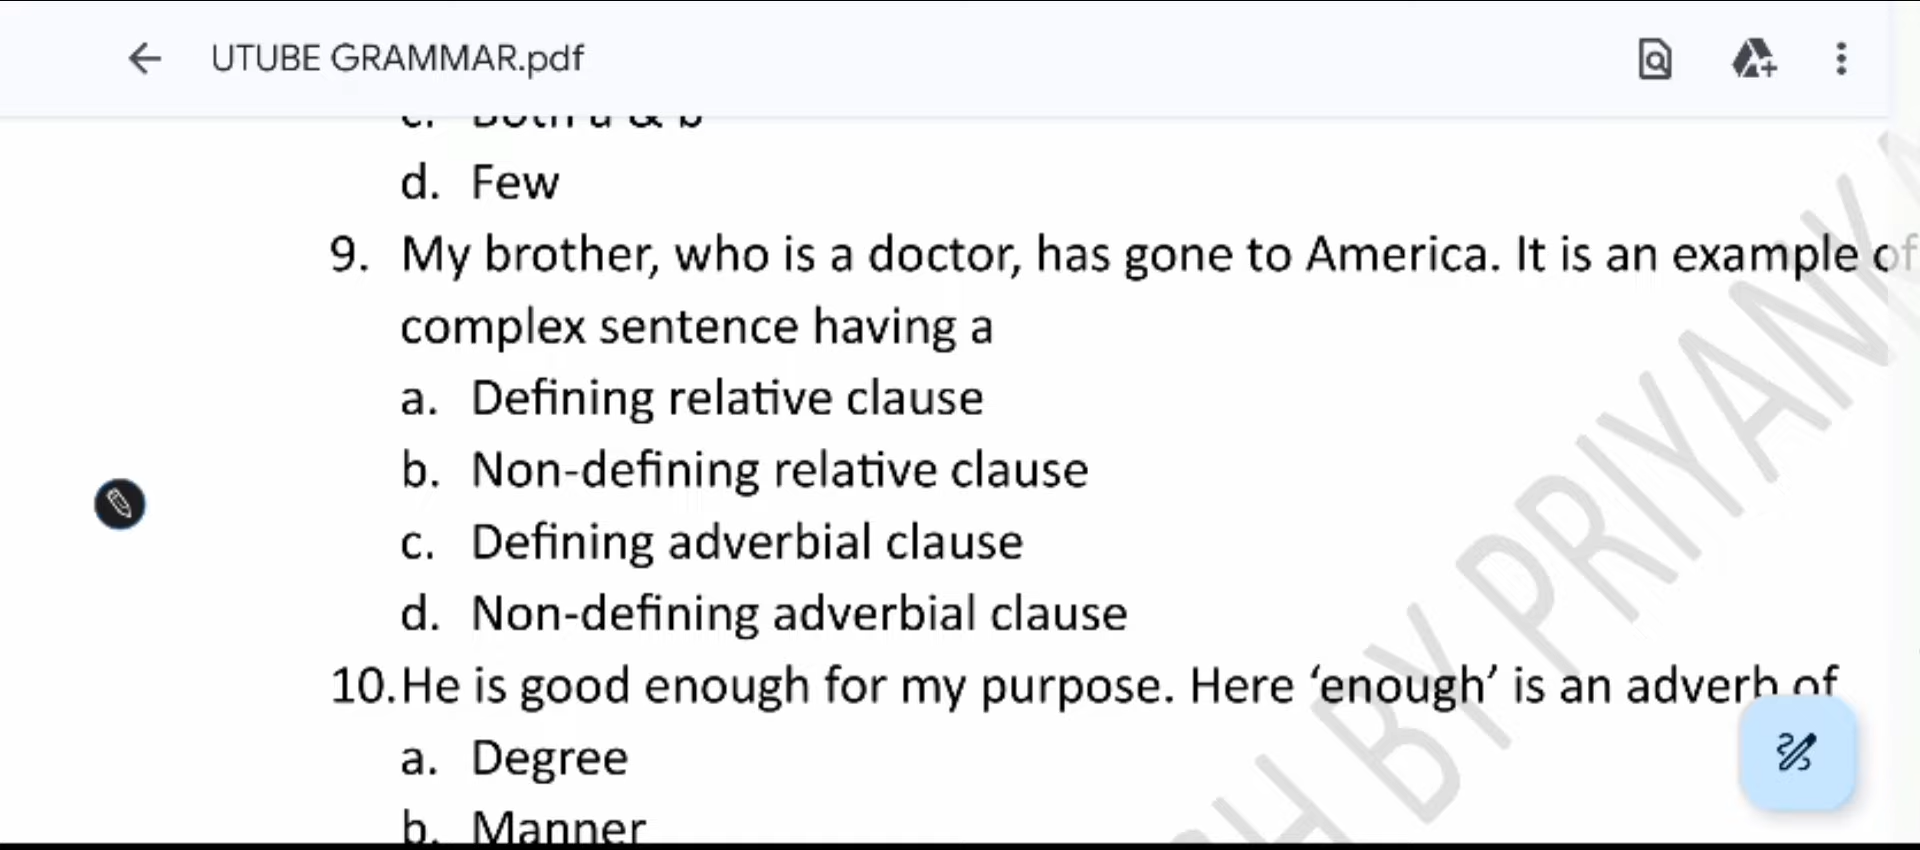 UTUBE GRAMMAR.pdf
c. Both a & b
d. Few
9. My brother, who is a doctor, has gone to America. It is an example of
complex sentence having a
a. Defining relative clause
b. Non-defining relative clause
c. Defining adverbial clause
d. Non-defining adverbial clause
10. He is good enough for my purpose. Here ‘enough’ is an adverb of
a. Degree
b. Manner
BY